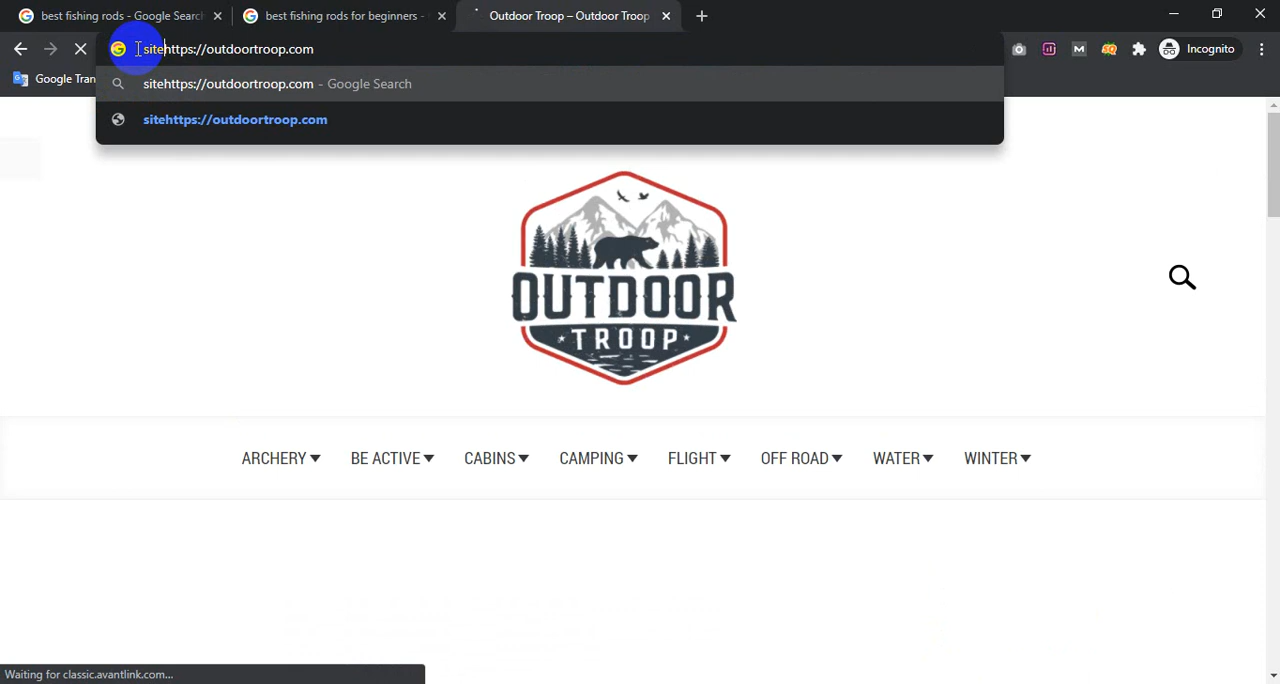 best fishing rods - Google Search
best fishing rods for beginners -
Outdoor Troop – Outdoor Troop
sitehttps://outdoortroop.com
Incognito
Google Tran
sitehttps://outdoortroop.com - Google Search
sitehttps://outdoortroop.com
OUTDOOR
TROOP
ARCHERY BE ACTIVE CABINS CAMPING FLIGHT OFF ROAD WATER WINTER
Waiting for classic.avantlink.com...